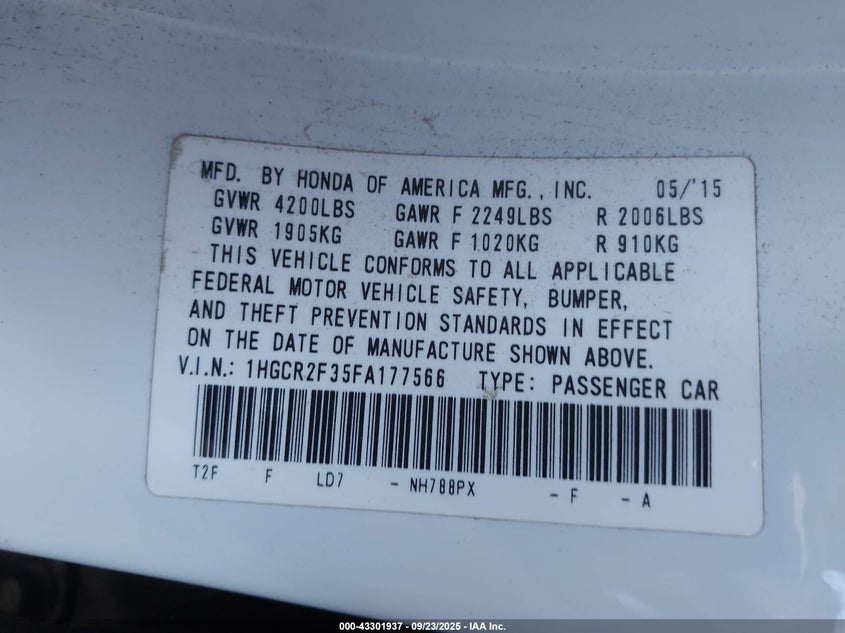 MFD. BY HONDA OF AMERICA MFG., INC. 05/'15
GVWR 4200LBS GAWR F 2249LBS R 2006LBS
GVWR 1905KG GAWR F 1020KG R 910KG
THIS VEHICLE CONFORMS TO ALL APPLICABLE
FEDERAL MOTOR VEHICLE SAFETY, BUMPER,
AND THEFT PREVENTION STANDARDS IN EFFECT
ON THE DATE OF MANUFACTURE SHOWN ABOVE.
V.I.N.: 1HGCR2F35FA177566 TYPE: PASSENGER CAR
T2F F LD7 - NH788PX - F - A
000-43301937 - 09/23/2025 - IAA Inc.